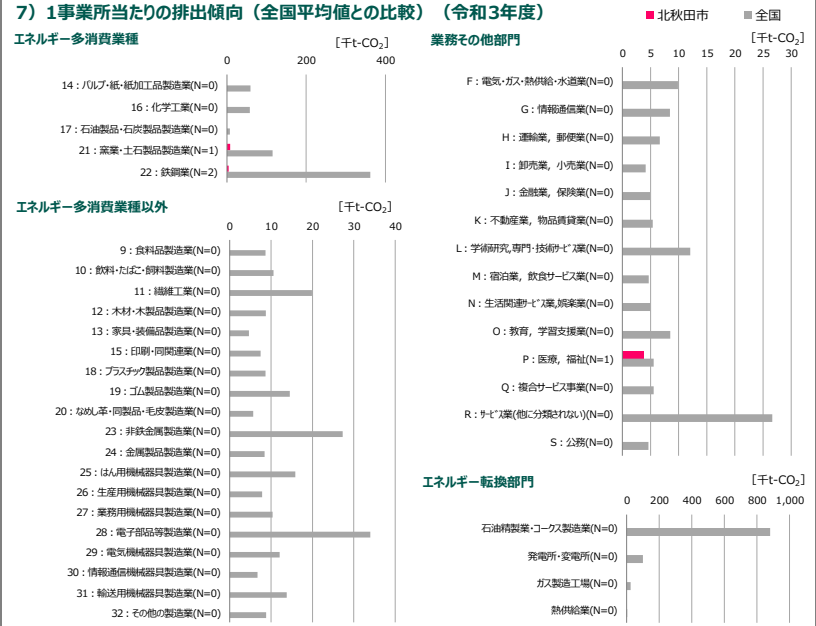 7）1事業所当たりの排出傾向（全国平均値との比較）（令和3年度）
■北秋田市 ■全国
エネルギー多消費業種
［千t-CO₂］
0 200 400
14：パルプ･紙･紙加工品製造業(N=0)
16：化学工業(N=0)
17：石油製品･石炭製品製造業(N=0)
21：窯業･土石製品製造業(N=1)
22：鉄鋼業(N=2)
エネルギー多消費業種以外
［千t-CO₂］
0 10 20 30 40
9：食料品製造業(N=0)
10：飲料･たばこ･飼料製造業(N=0)
11：繊維工業(N=0)
12：木材･木製品製造業(N=0)
13：家具･装備品製造業(N=0)
15：印刷･同関連業(N=0)
18：プラスチック製品製造業(N=0)
19：ゴム製品製造業(N=0)
20：なめし革･同製品･毛皮製造業(N=0)
23：非鉄金属製造業(N=0)
24：金属製品製造業(N=0)
25：はん用機械器具製造業(N=0)
26：生産用機械器具製造業(N=0)
27：業務用機械器具製造業(N=0)
28：電子部品等製造業(N=0)
29：電気機械器具製造業(N=0)
30：情報通信機械器具製造業(N=0)
31：輸送用機械器具製造業(N=0)
32：その他の製造業(N=0)
業務その他部門
［千t-CO₂］
0 5 10 15 20 25 30
F：電気･ガス･熱供給･水道業(N=0)
G：情報通信業(N=0)
H：運輸業，郵便業(N=0)
I：卸売業，小売業(N=0)
J：金融業，保険業(N=0)
K：不動産業，物品賃貸業(N=0)
L：学術研究,専門･技術ｻｰﾋﾞｽ業(N=0)
M：宿泊業，飲食サービス業(N=0)
N：生活関連ｻｰﾋﾞｽ業,娯楽業(N=0)
O：教育，学習支援業(N=0)
P：医療，福祉(N=1)
Q：複合サービス事業(N=0)
R：ｻｰﾋﾞｽ業(他に分類されない)(N=0)
S：公務(N=0)
エネルギー転換部門
［千t-CO₂］
0 200 400 600 800 1,000
石油精製業･コークス製造業(N=0)
発電所･変電所(N=0)
ガス製造工場(N=0)
熱供給業(N=0)